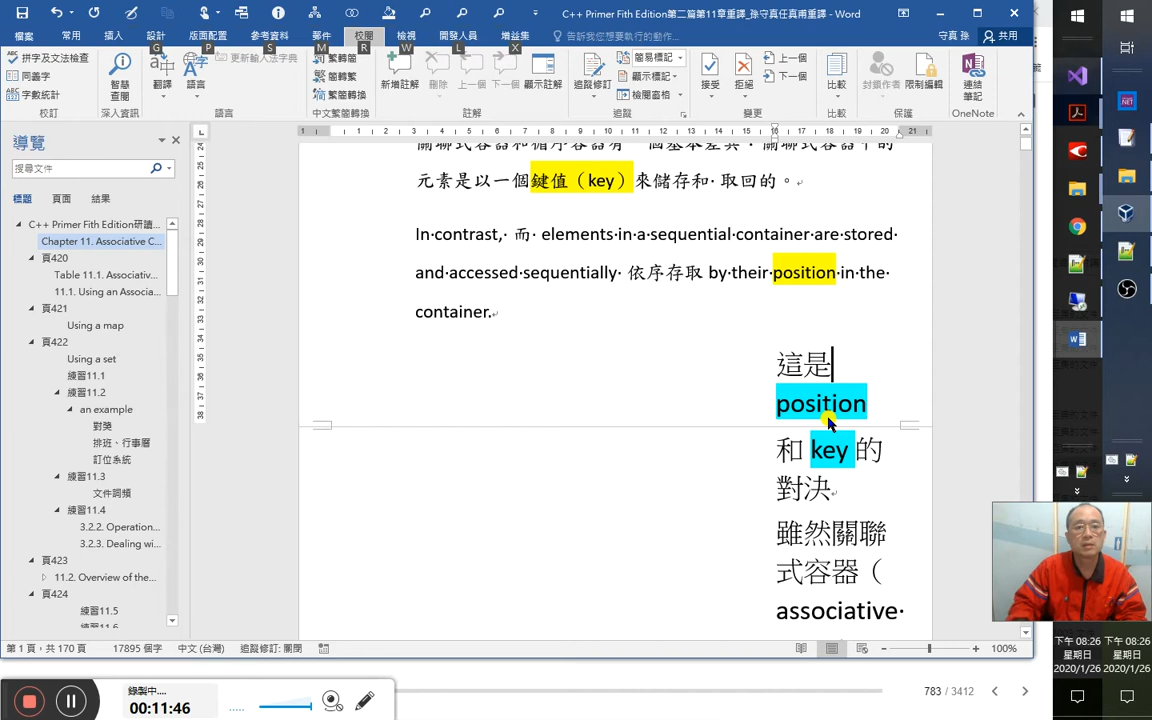 C++ Primer Fith Edition第二篇第11章重譯_孫守真任真甫重譯 - Word
守真 孫
共用
檔案
常用
插入
設計
版面配置
參考資料
郵件
校閱
檢視
開發人員
增益集
告訴我您想要執行的動作...
G S P S M R W L X
拼字及文法檢查
同義字
字數統計
校訂
智慧查閱
深入資訊
翻譯
語言
更新輸入法字典
語言
繁轉簡
簡轉繁
繁簡轉換
中文繁簡轉換
新增註解
刪除
上一個
下一個
顯示註解
註解
追蹤修訂
簡易標記
顯示標記
檢閱窗格
追蹤
接受
拒絕
上一個
下一個
變更
比較
比較
封鎖作者
限制編輯
保護
連結筆記
OneNote
導覽
搜尋文件
標題 頁面 結果
C++ Primer Fith Edition研讀...
Chapter 11. Associative C...
頁420
Table 11.1. Associativ...
11.1. Using an Associa...
頁421
Using a map
頁422
Using a set
練習11.1
練習11.2
an example
對獎
排班、行事曆
訂位系統
練習11.3
文件詞頻
練習11.4
3.2.2. Operation...
3.2.3. Dealing wi...
頁423
11.2. Overview of the...
頁424
練習11.5
練習11.6
元素是以一個鍵值（key）來儲存和 取回的。
In contrast, 而 elements in a sequential container are stored
and accessed sequentially 依序存取 by their position in the
container.
這是
position
和 key 的
對決
雖然關聯
式容器（
associative
第 1 頁，共 170 頁
17895 個字
中文 (台灣)
追蹤修訂: 關閉
100%
錄製中....
00:11:46
783 / 3412
下午 08:26
星期日
2020/1/26
下午 08:26
星期日
2020/1/26